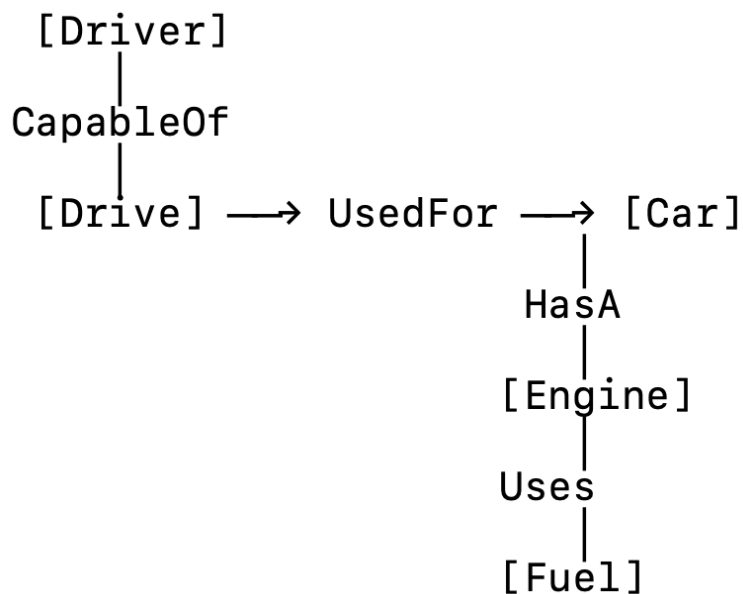 [Driver]
CapableOf
[Drive] → UsedFor → [Car]
HasA
[Engine]
Uses
[Fuel]